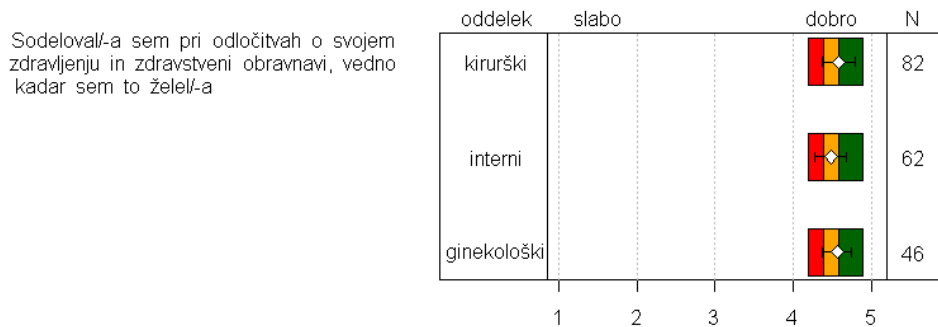 oddelek slabo dobro N
Sodeloval/-a sem pri odločitvah o svojem
zdravljenju in zdravstveni obravnavi, vedno
kadar sem to želel/-a
kirurški 82
interni 62
ginekološki 46
1 2 3 4 5